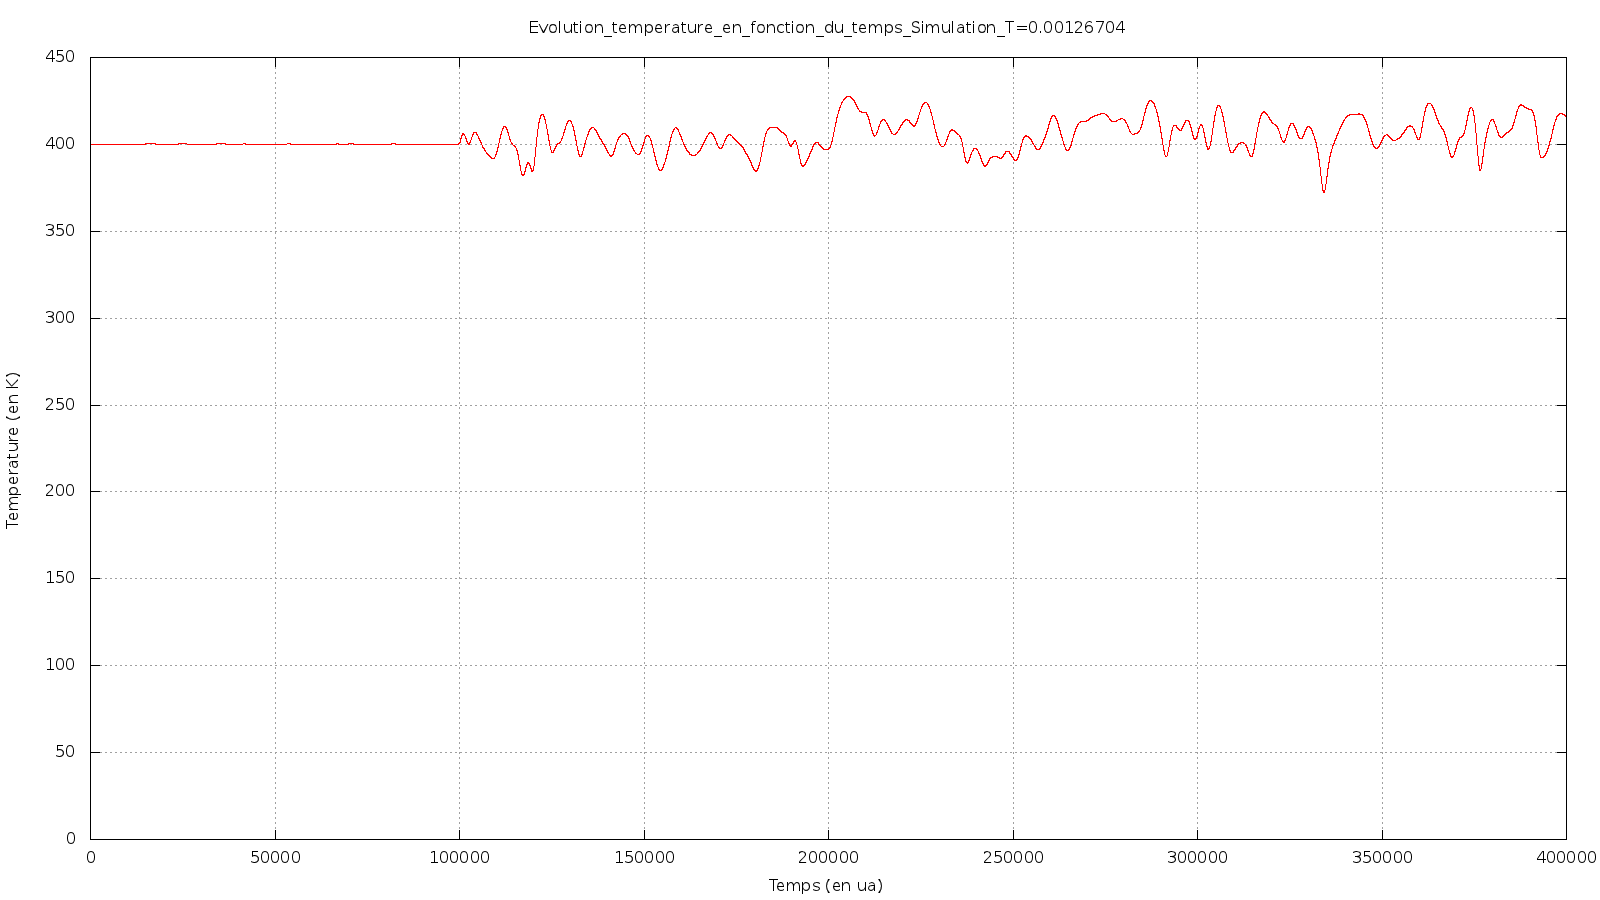 Evolution_temperature_en_fonction_du_temps_Simulation_T=0.00126704
450
400
350
300
250
200
150
100
50
0
Temperature (en K)
0 50000 100000 150000 200000 250000 300000 350000 400000
Temps (en ua)